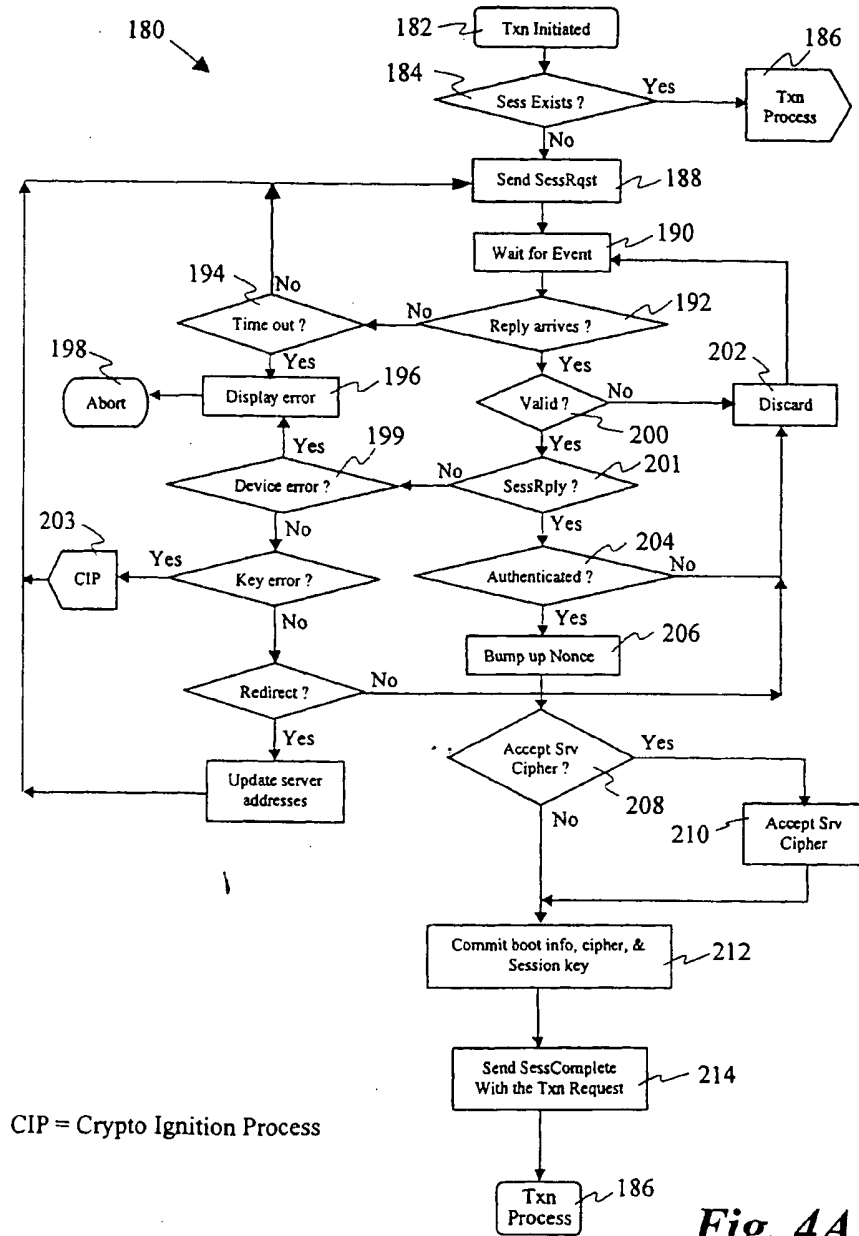 180
182
Txn Initiated
184
Sess Exists ?
Yes
186
Txn
Process
No
Send SessRqst
188
Wait for Event
190
194
No
Time out ?
No
Reply arrives ?
192
Yes
Yes
198
Abort
Display error
196
Valid ?
No
200
202
Discard
Yes
Yes
199
Device error ?
No
SessRply ?
201
No
Yes
203
CIP
Yes
Key error ?
Authenticated ?
204
No
No
Yes
Bump up Nonce
206
Redirect ?
No
Yes
Update server
addresses
Accept Srv
Cipher ?
Yes
208
No
210
Accept Srv
Cipher
Commit boot info, cipher, &
Session key
212
Send SessComplete
With the Txn Request
214
CIP = Crypto Ignition Process
Txn
Process
186
Fig. 4A